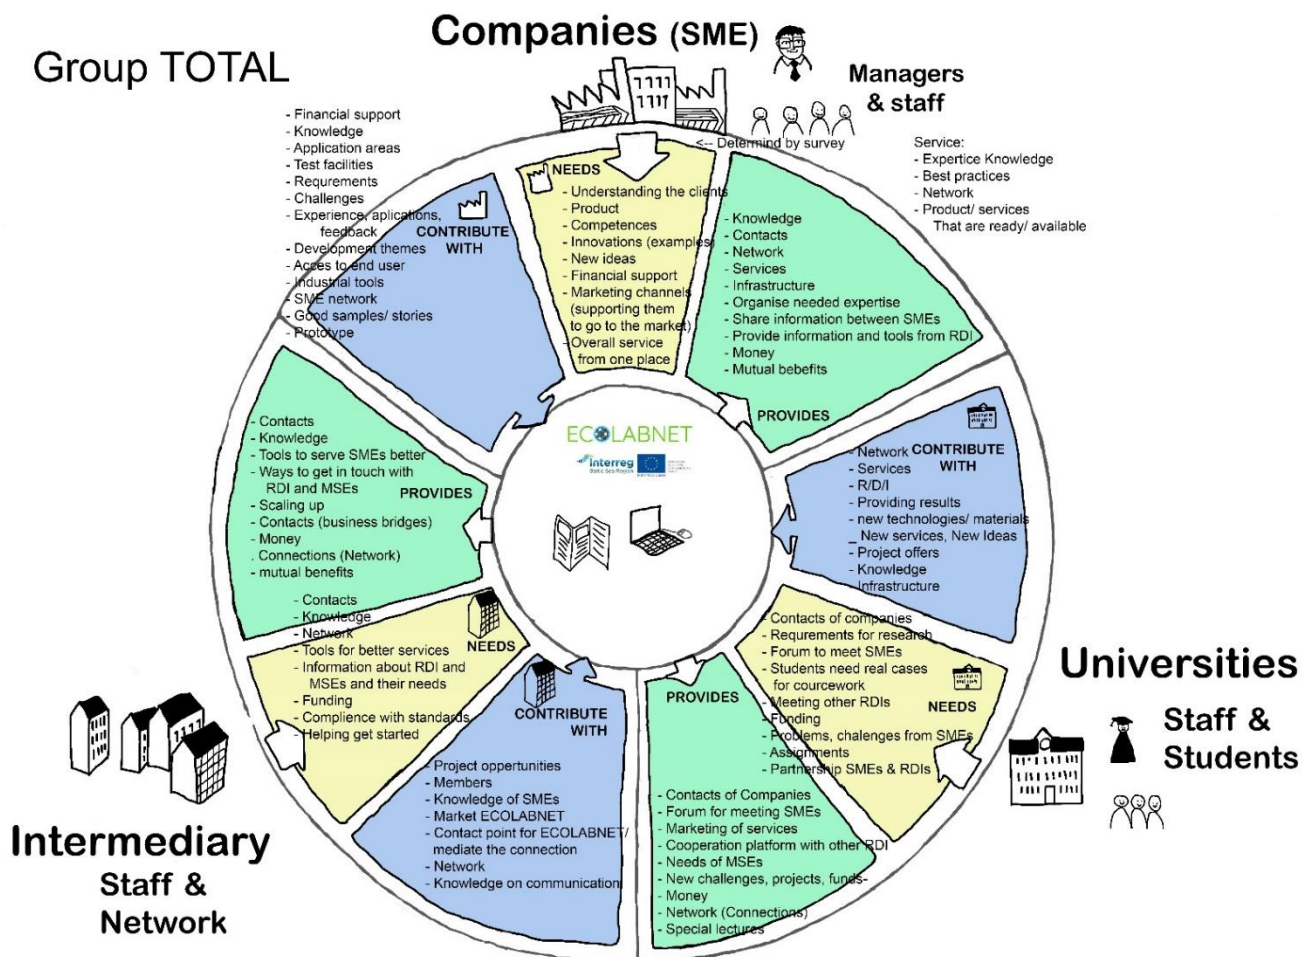 Group TOTAL
Companies (SME)
Managers
& staff
- Financial support
- Knowledge
- Application areas
- Test facilities
- Requrements
- Challenges
- Experience, aplications,
feedback
- Development themes
- Acces to end user
- Industrial tools
- SME network
- Good samples/ stories
- Prototype
CONTRIBUTE
WITH
NEEDS
- Understanding the clients
- Product
- Competences
- Innovations (examples)
- New ideas
- Financial support
- Marketing channels
(supporting them
to go to the market)
- Overall service
from one place
<-- Determind by survey
- Knowledge
- Contacts
- Network
- Services
- Infrastructure
- Organise needed expertise
- Share information between SMEs
- Provide information and tools from RDI
- Money
- Mutual bebefits
PROVIDES
Service:
- Expertice Knowledge
- Best practices
- Network
- Product/ services
That are ready/ available
CONTRIBUTE
WITH
- Network
- Services
- R/D/I
- Providing results
- new technologies/ materials
_ New services, New Ideas
- Project offers
- Knowledge
- Infrastructure
- Contacts of companies
- Requrements for research
- Forum to meet SMEs
- Students need real cases
for coursework
- Meeting other RDIs
- Funding
- Problems, chalenges from SMEs
- Assignments
- Partnership SMEs & RDIs
NEEDS
Universities
Staff &
Students
PROVIDES
- Contacts of Companies
- Forum for meeting SMEs
- Marketing of services
- Cooperation platform with other RDI
- Needs of MSEs
- New challenges, projects, funds-
- Money
- Network (Connections)
- Special lectures
CONTRIBUTE
WITH
- Project oppertunities
- Members
- Knowledge of SMEs
- Market ECOLABNET
- Contact point for ECOLABNET/
mediate the connection
- Network
- Knowledge on communication
- Contacts
- Knowledge
- Network
- Tools for better services
- Information about RDI and
MSEs and their needs
- Funding
- Complience with standards
- Helping get started
NEEDS
Intermediary
Staff &
Network
- Contacts
- Knowledge
- Tools to serve SMEs better
- Ways to get in touch with
RDI and MSEs
- Scaling up
- Contacts (business bridges)
- Money
. Connections (Network)
- mutual benefits
PROVIDES
ECOLABNET
Interreg
Baltic Sea Region